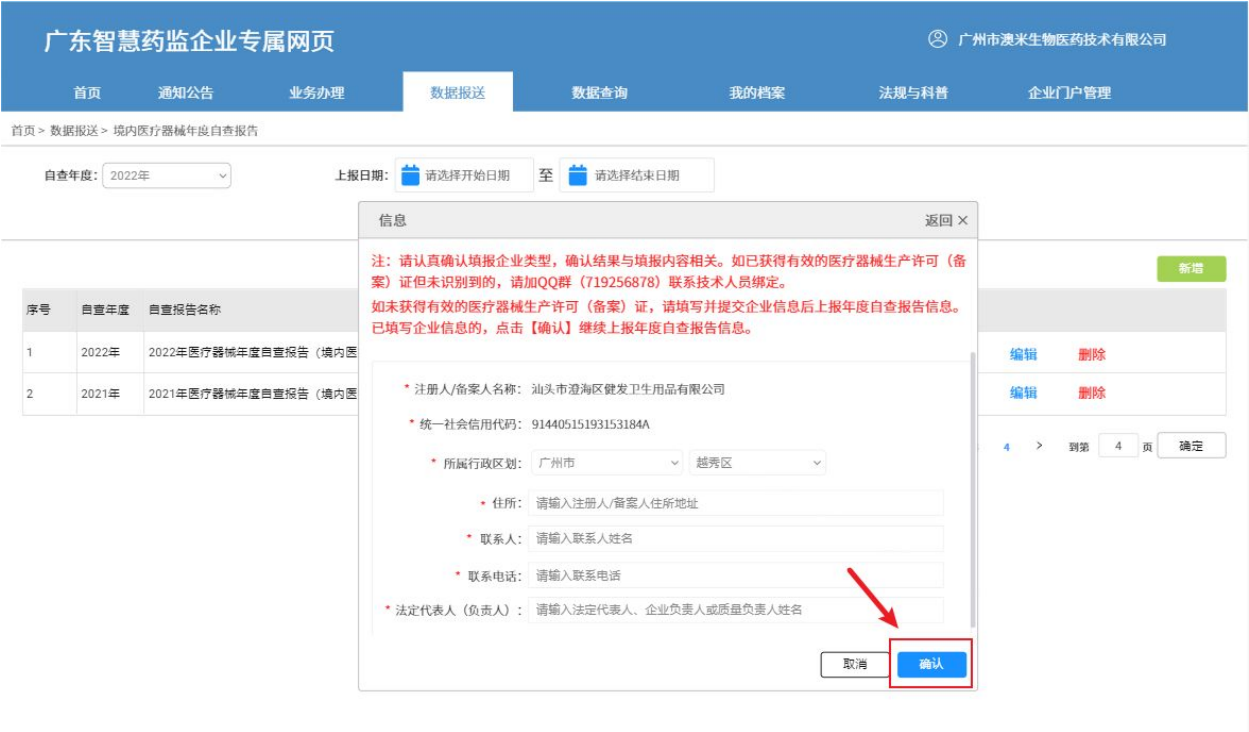 广东智慧药监企业专属网页
广州市澳米生物医药技术有限公司
首页 通知公告 业务办理 数据报送 数据查询 我的档案 法规与科普 企业门户管理
首页> 数据报送> 境内医疗器械年度自查报告
自查年度: 2022年 上报日期: 请选择开始日期 至 请选择结束日期
信息 返回 ×
注：请认真确认填报企业类型，确认结果与填报内容相关。如已获得有效的医疗器械生产许可（备
案）证但未识别到的，请加QQ群（719256878）联系技术人员绑定。
如未获得有效的医疗器械生产许可（备案）证，请填写并提交企业信息后上报年度自查报告信息。
已填写企业信息的，点击【确认】继续上报年度自查报告信息。
新增
序号 自查年度 自查报告名称
1 2022年 2022年医疗器械年度自查报告（境内医 编辑 删除
2 2021年 2021年医疗器械年度自查报告（境内医 编辑 删除
4 > 到第 4 页 确定
* 注册人/备案人名称: 汕头市澄海区健发卫生用品有限公司
* 统一社会信用代码: 91440515193153184A
* 所属行政区划: 广州市 越秀区
* 住所: 请输入注册人/备案人住所地址
* 联系人: 请输入联系人姓名
* 联系电话: 请输入联系电话
* 法定代表人（负责人）: 请输入法定代表人、企业负责人或质量负责人姓名
取消 确认